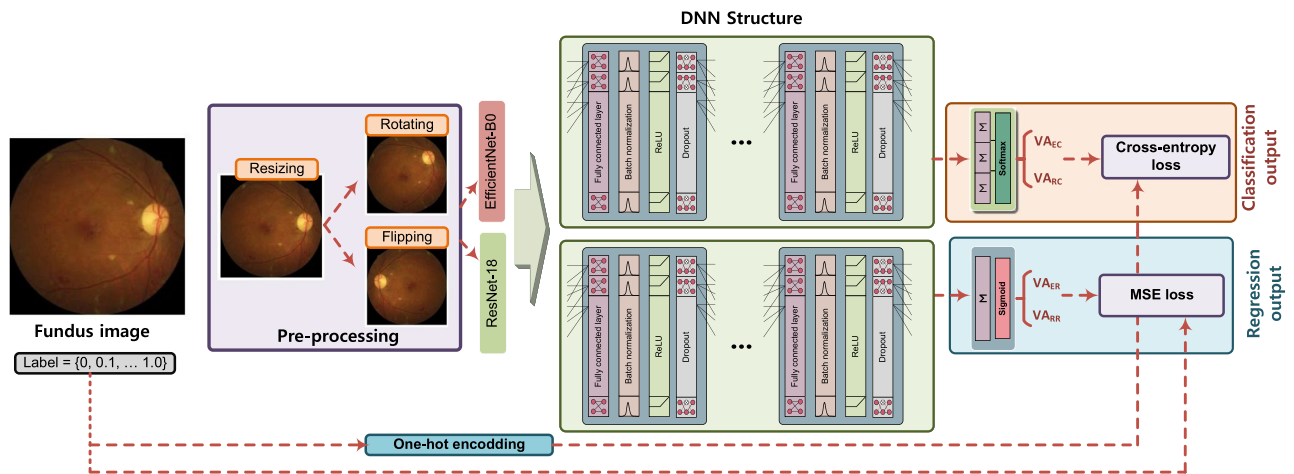 DNN Structure
Fundus image
Label = {0, 0.1, … 1.0}
Resizing
Rotating
Flipping
Pre-processing
EfficientNet-B0
ResNet-18
Fully connected layer
Batch normalization
ReLU
Dropout
...
Fully connected layer
Batch normalization
ReLU
Dropout
Fully connected layer
Batch normalization
ReLU
Dropout
...
Fully connected layer
Batch normalization
ReLU
Dropout
Σ
Σ
Σ
Softmax
VA_EC
VA_RC
Cross-entropy
loss
Classification
output
Σ
Sigmoid
VA_ER
VA_RR
MSE loss
Regression
output
One-hot encoding